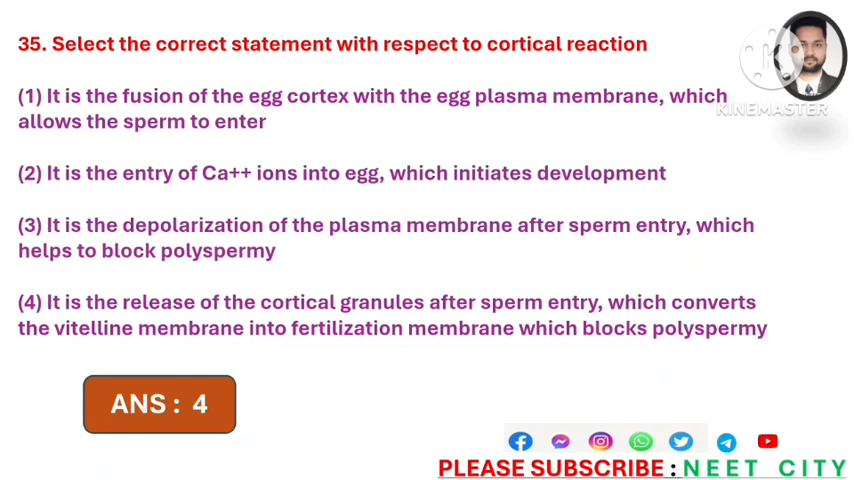 35. Select the correct statement with respect to cortical reaction
(1) It is the fusion of the egg cortex with the egg plasma membrane, which
allows the sperm to enter
KINEMASTER
(2) It is the entry of Ca++ ions into egg, which initiates development
(3) It is the depolarization of the plasma membrane after sperm entry, which
helps to block polyspermy
(4) It is the release of the cortical granules after sperm entry, which converts
the vitelline membrane into fertilization membrane which blocks polyspermy
ANS : 4
PLEASE SUBSCRIBE : NEET CITY